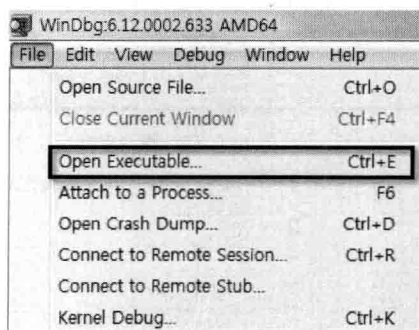 WinDbg:6.12.0002.633 AMD64
File Edit View Debug Window Help
Open Source File... Ctrl+O
Close Current Window Ctrl+F4
Open Executable... Ctrl+E
Attach to a Process... F6
Open Crash Dump... Ctrl+D
Connect to Remote Session... Ctrl+R
Connect to Remote Stub...
Kernel Debug... Ctrl+K